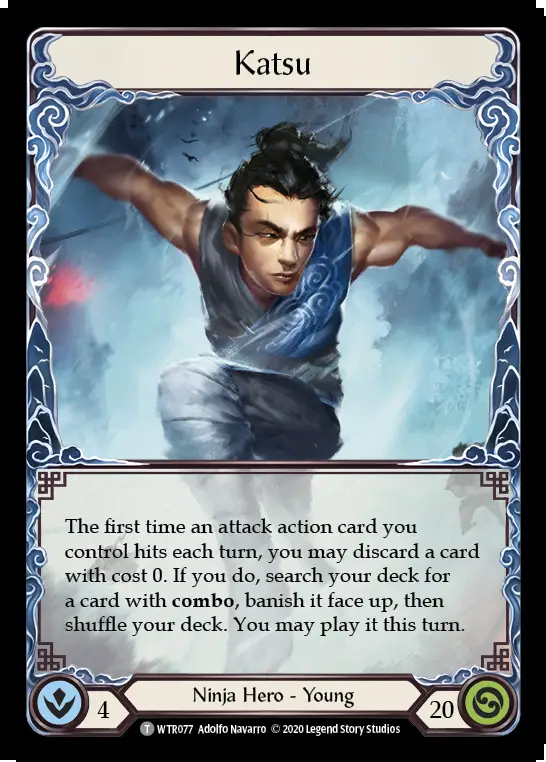 Katsu
The first time an attack action card you
control hits each turn, you may discard a card
with cost 0. If you do, search your deck for
a card with combo, banish it face up, then
shuffle your deck. You may play it this turn.
4
Ninja Hero - Young
20
T WTR077 Adolfo Navarro © 2020 Legend Story Studios